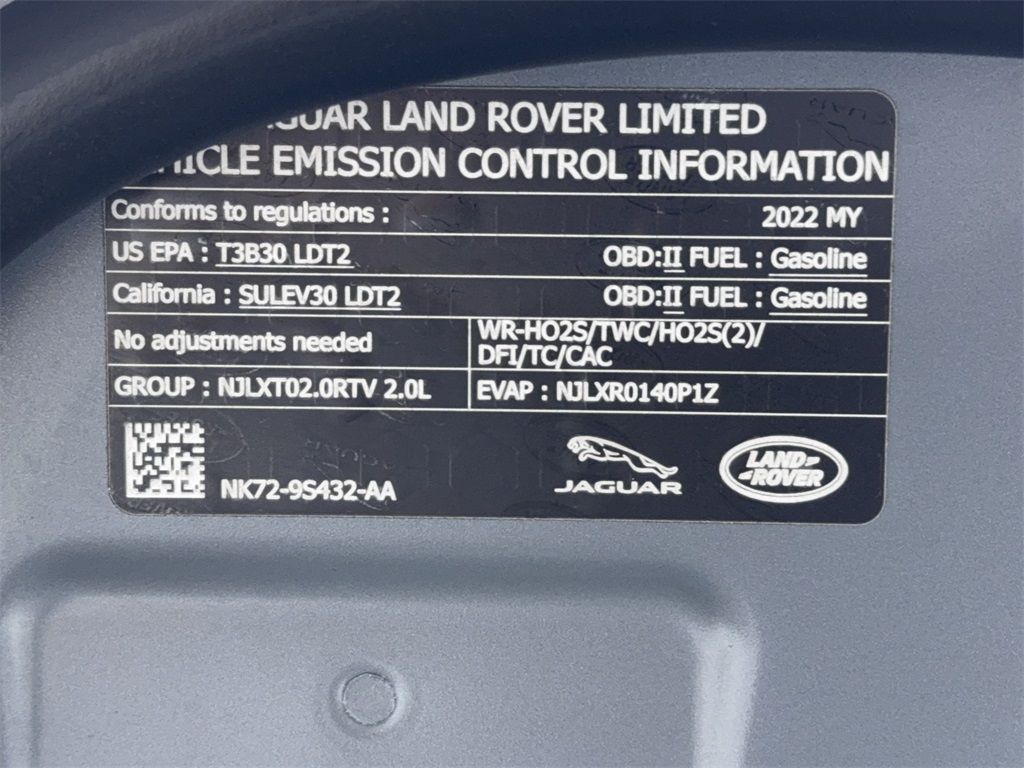 JAGUAR LAND ROVER LIMITED
VEHICLE EMISSION CONTROL INFORMATION
Conforms to regulations : 2022 MY
US EPA : T3B30 LDT2 OBD:II FUEL : Gasoline
California : SULEV30 LDT2 OBD:II FUEL : Gasoline
No adjustments needed
WR-HO2S/TWC/HO2S(2)/
DFI/TC/CAC
GROUP : NJLXT02.0RTV 2.0L
EVAP : NJLXR0140P1Z
NK72-9S432-AA
JAGUAR
LAND-
-ROVER